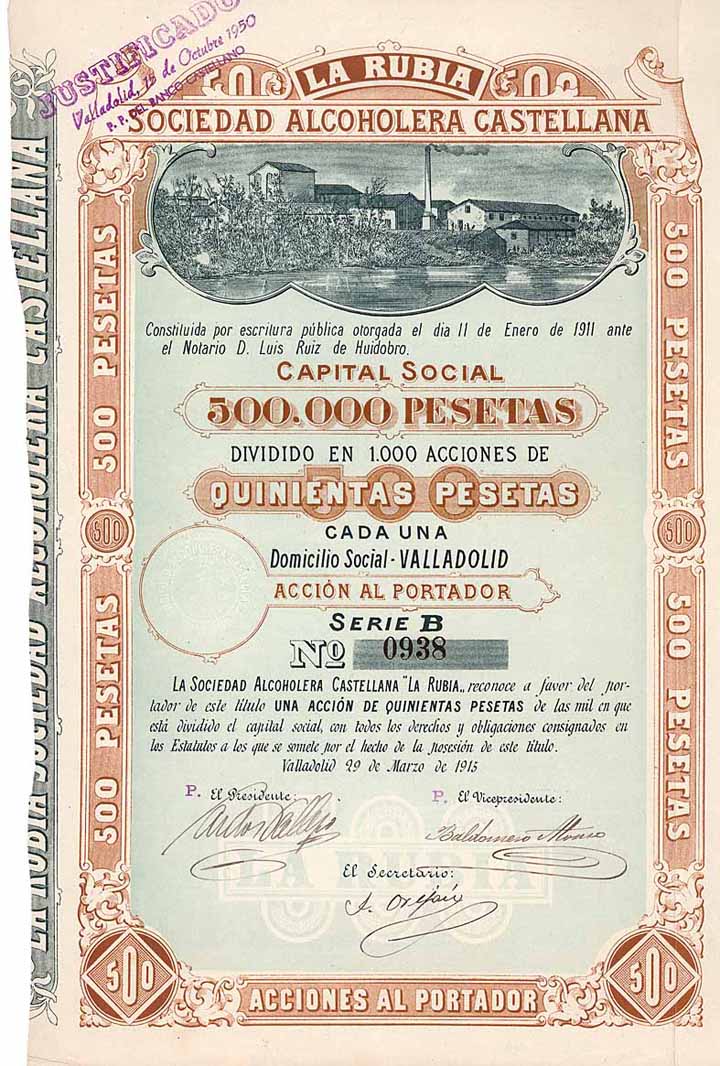 JUSTIFICADO
Valladolid, 15 de Octubre 1950
P. P. DEL BANCO CASTELLANO
500 LA RUBIA 500
SOCIEDAD ALCOHOLERA CASTELLANA
Constituida por escritura pública otorgada el dia 11 de Enero de 1911 ante
el Notario D. Luis Ruiz de Huidobro.
CAPITAL SOCIAL
500.000 PESETAS
DIVIDIDO EN 1.000 ACCIONES DE
QUINIENTAS PESETAS
CADA UNA
Domicilio Social - VALLADOLID
ACCIÓN AL PORTADOR
SERIE B
Nº 0938
LA SOCIEDAD ALCOHOLERA CASTELLANA "LA RUBIA„ reconoce a favor del por-
tador de este título UNA ACCIÓN DE QUINIENTAS PESETAS de las mil en que
está dividido el capital social, con todos los derechos y obligaciones consignados en
los Estatutos a los que se somete por el hecho de la posesión de este título.
Valladolid 29 de Marzo de 1915
P. El Presidente:
P. El Vicepresidente:
Baldomero Alonso
El Secretario:
LA RUBIA
ACCIONES AL PORTADOR
500 PESETAS
500
500 PESETAS
500
500 PESETAS
500
500 PESETAS
500
LA RUBIA SOCIEDAD ALCOHOLERA CASTELLANA